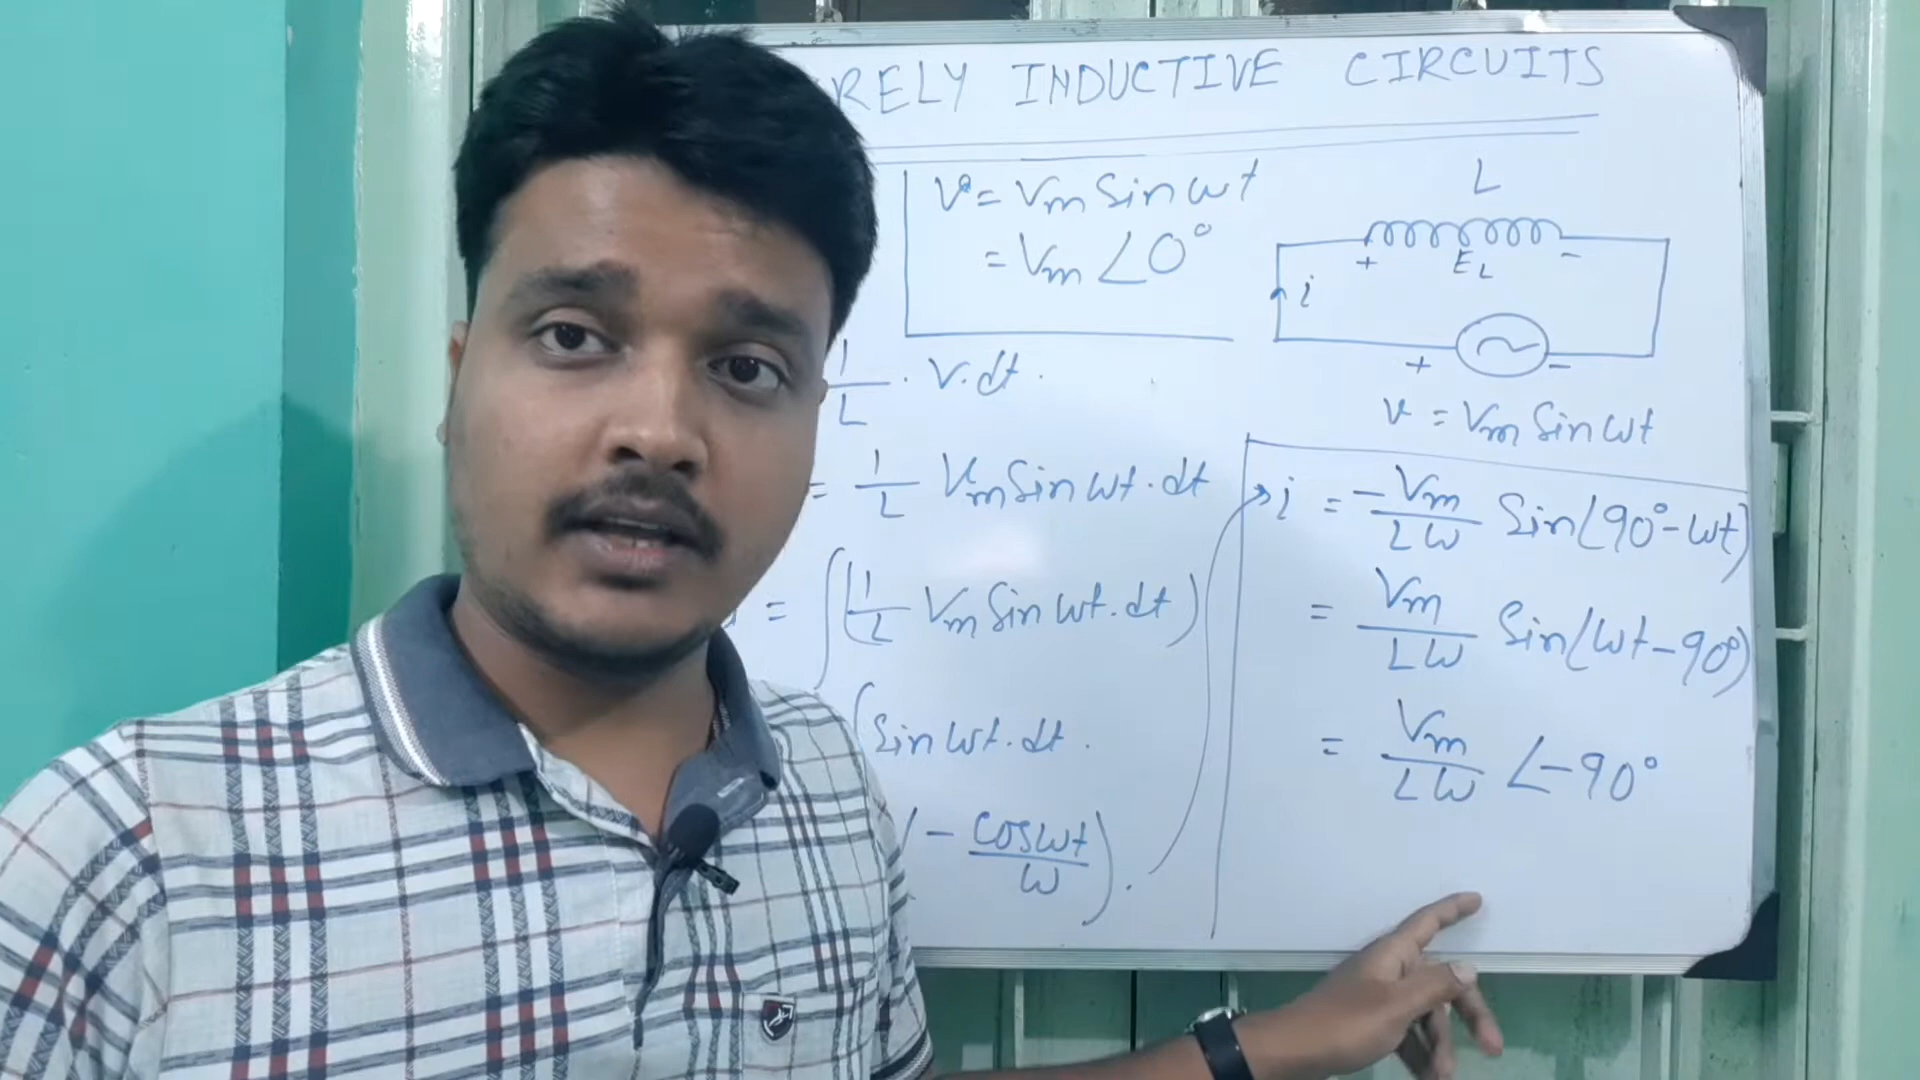 RELY INDUCTIVE CIRCUITS
v = Vm Sin ωt
= Vm ∠0°
L
+ EL -
i
+ -
v = Vm Sin ωt
1/L . v.dt.
= 1/L Vm Sin ωt.dt
= ∫(1/L Vm Sin ωt.dt)
∫ Sin ωt.dt.
(- cosωt/ω).
i = -Vm/Lω Sin(90°-ωt)
= Vm/Lω Sin(ωt-90°)
= Vm/Lω ∠-90°